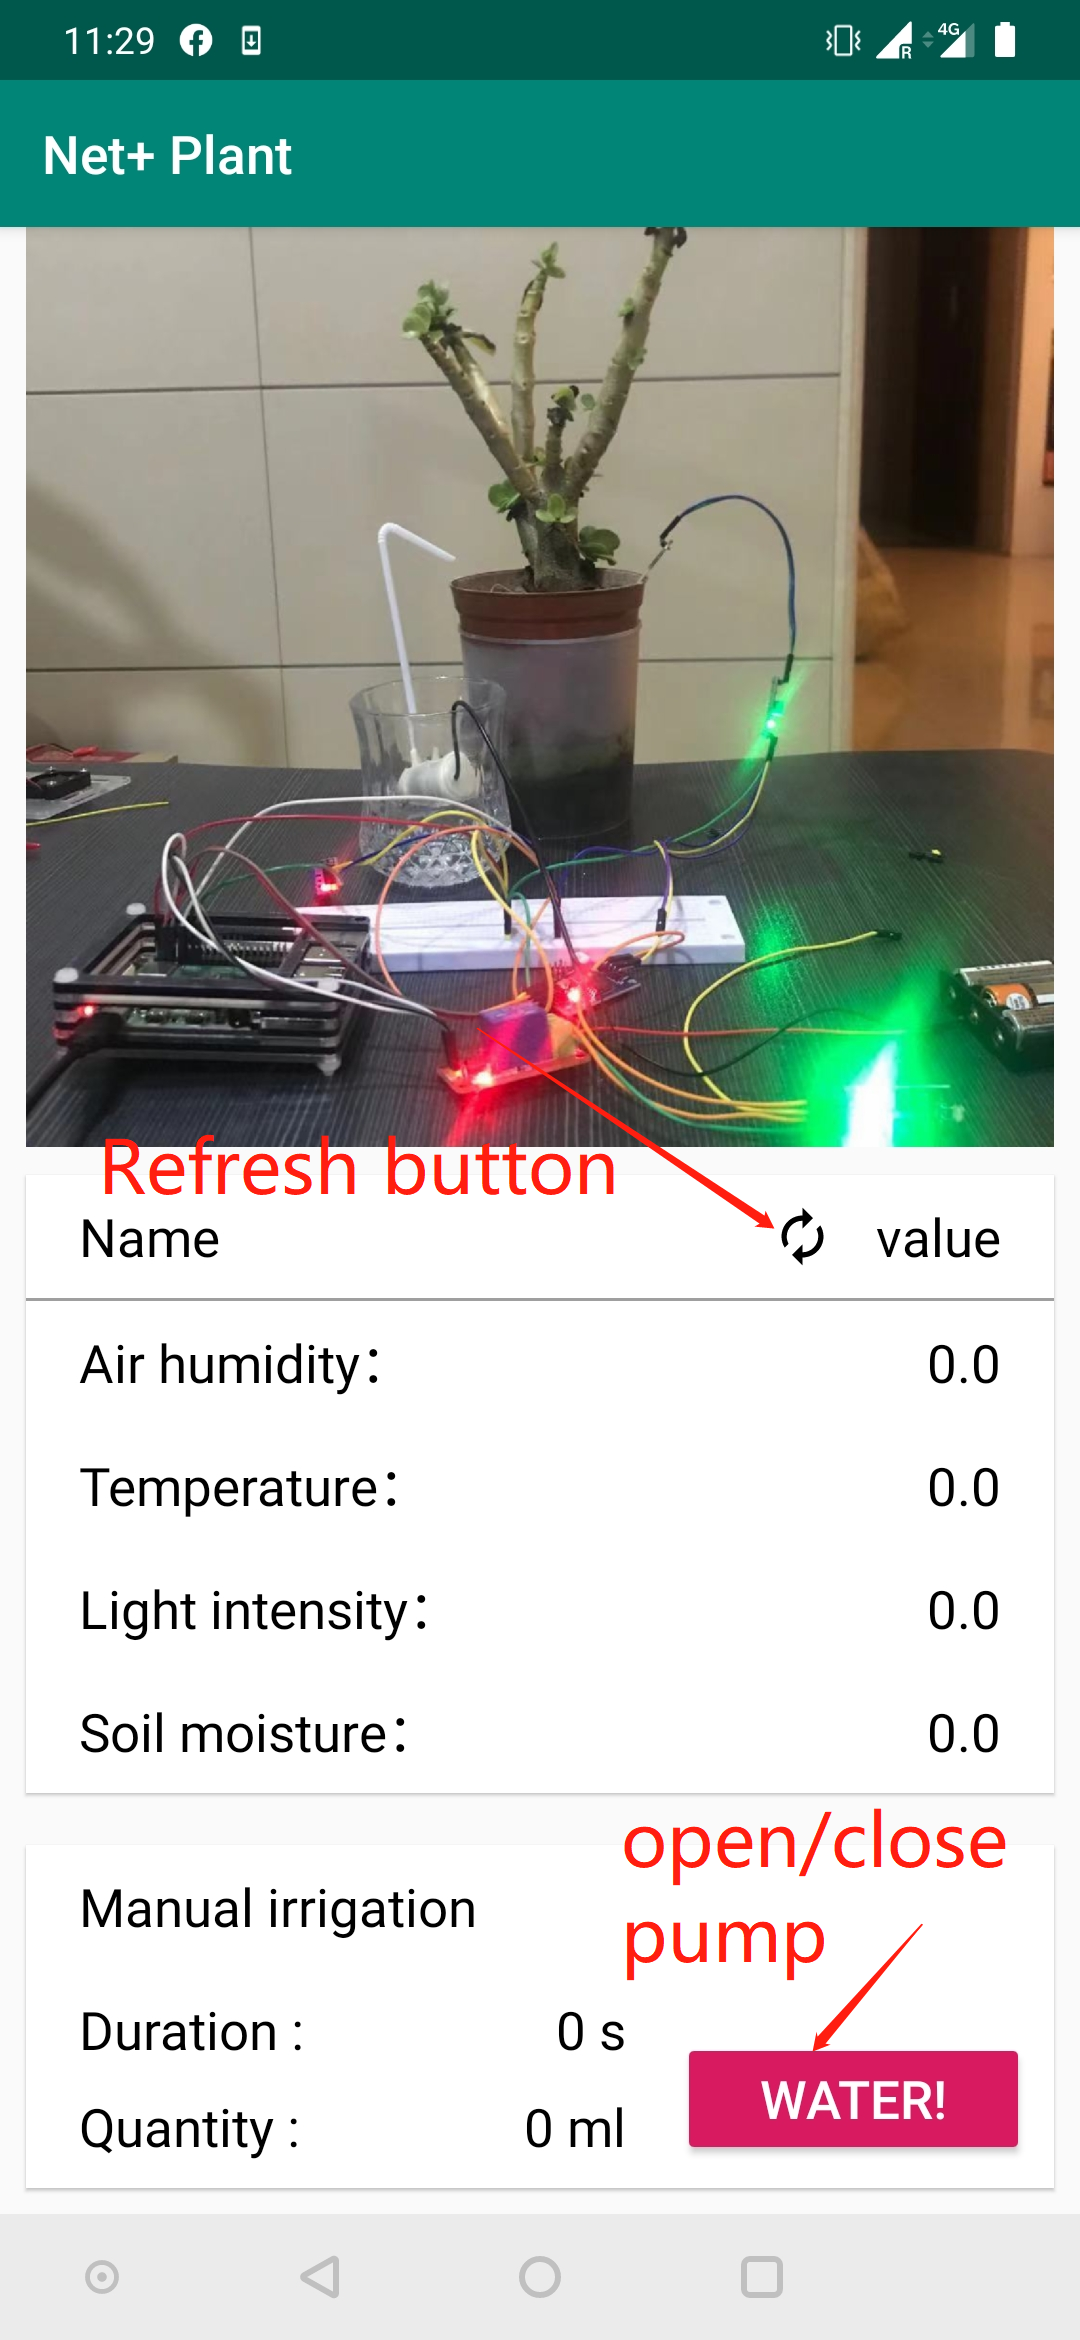 11:29 4G R
Net+ Plant
Refresh button
Name value
Air humidity： 0.0
Temperature： 0.0
Light intensity： 0.0
Soil moisture： 0.0
open/close
pump
Manual irrigation
Duration : 0 s
Quantity : 0 ml
WATER!